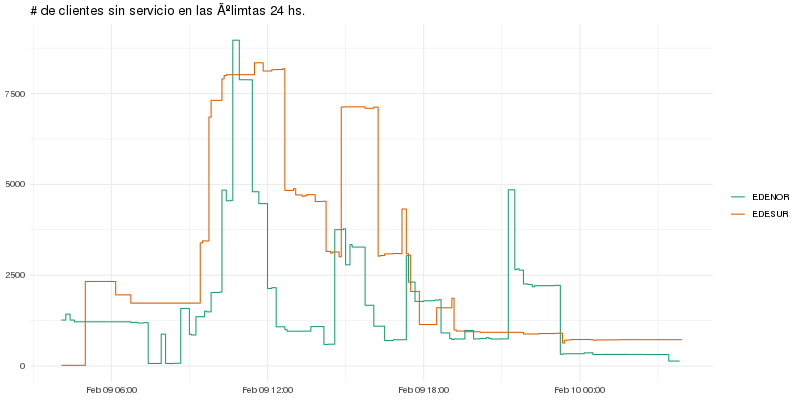 # de clientes sin servicio en las Ãºlimtas 24 hs.
7500
5000
2500
0
Feb 09 06:00
Feb 09 12:00
Feb 09 18:00
Feb 10 00:00
EDENOR
EDESUR